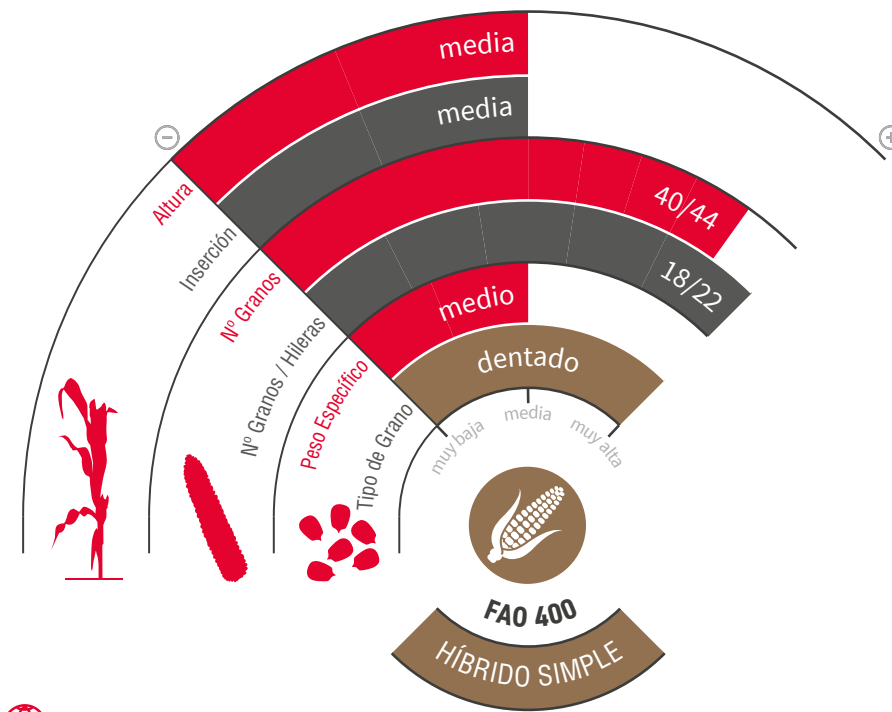 media
media
40/44
18/22
medio
dentado
Altura
Inserción
Nº Granos
Nº Granos / Hileras
Peso Específico
Tipo de Grano
muy baja
media
muy alta
FAO 400
HÍBRIDO SIMPLE